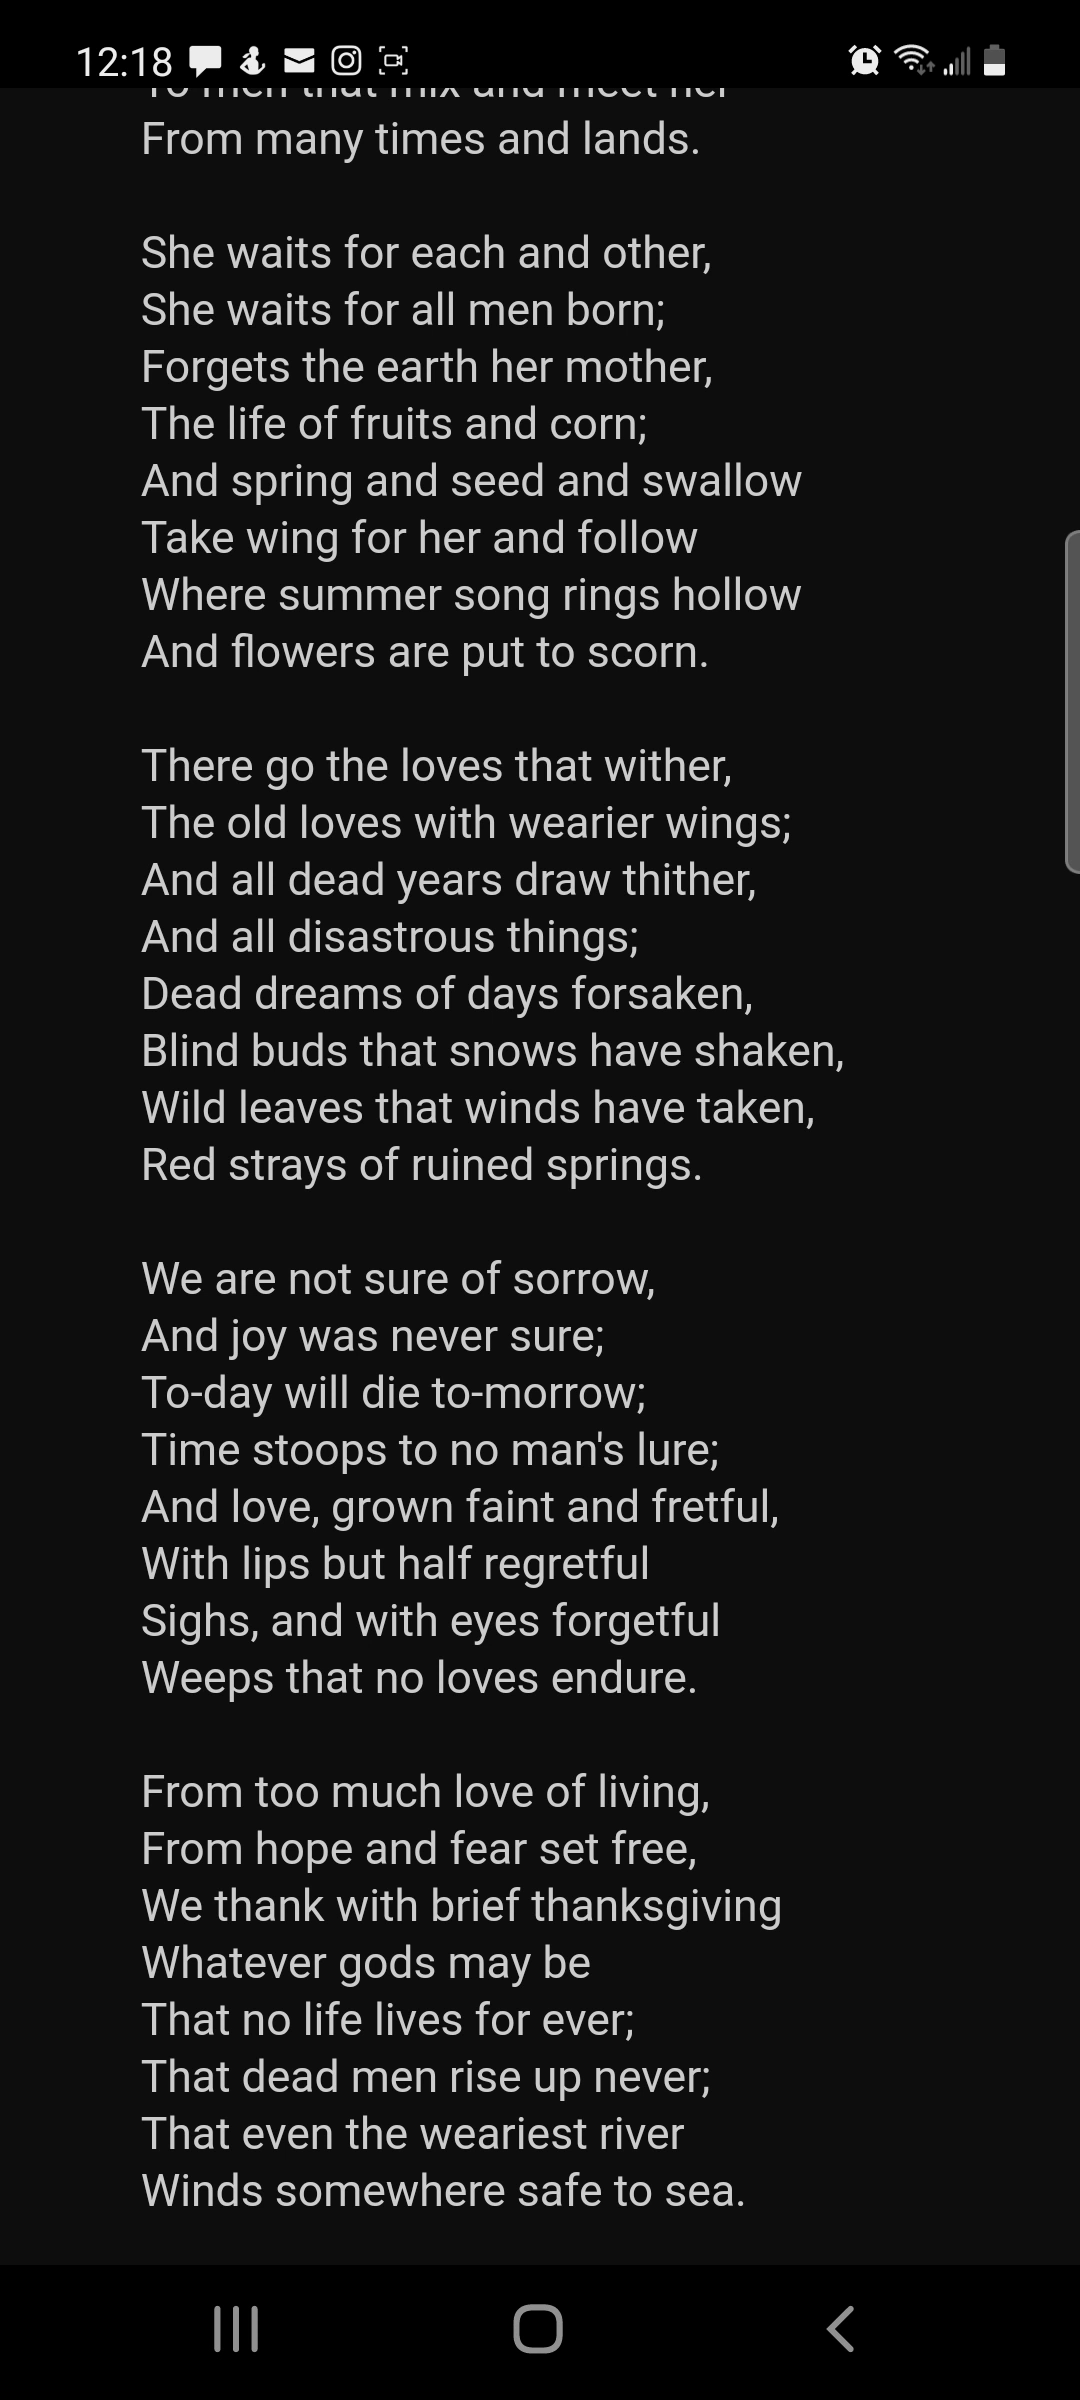 12:18
To men that mix and meet her
From many times and lands.

She waits for each and other,
She waits for all men born;
Forgets the earth her mother,
The life of fruits and corn;
And spring and seed and swallow
Take wing for her and follow
Where summer song rings hollow
And flowers are put to scorn.

There go the loves that wither,
The old loves with wearier wings;
And all dead years draw thither,
And all disastrous things;
Dead dreams of days forsaken,
Blind buds that snows have shaken,
Wild leaves that winds have taken,
Red strays of ruined springs.

We are not sure of sorrow,
And joy was never sure;
To-day will die to-morrow;
Time stoops to no man's lure;
And love, grown faint and fretful,
With lips but half regretful
Sighs, and with eyes forgetful
Weeps that no loves endure.

From too much love of living,
From hope and fear set free,
We thank with brief thanksgiving
Whatever gods may be
That no life lives for ever;
That dead men rise up never;
That even the weariest river
Winds somewhere safe to sea.